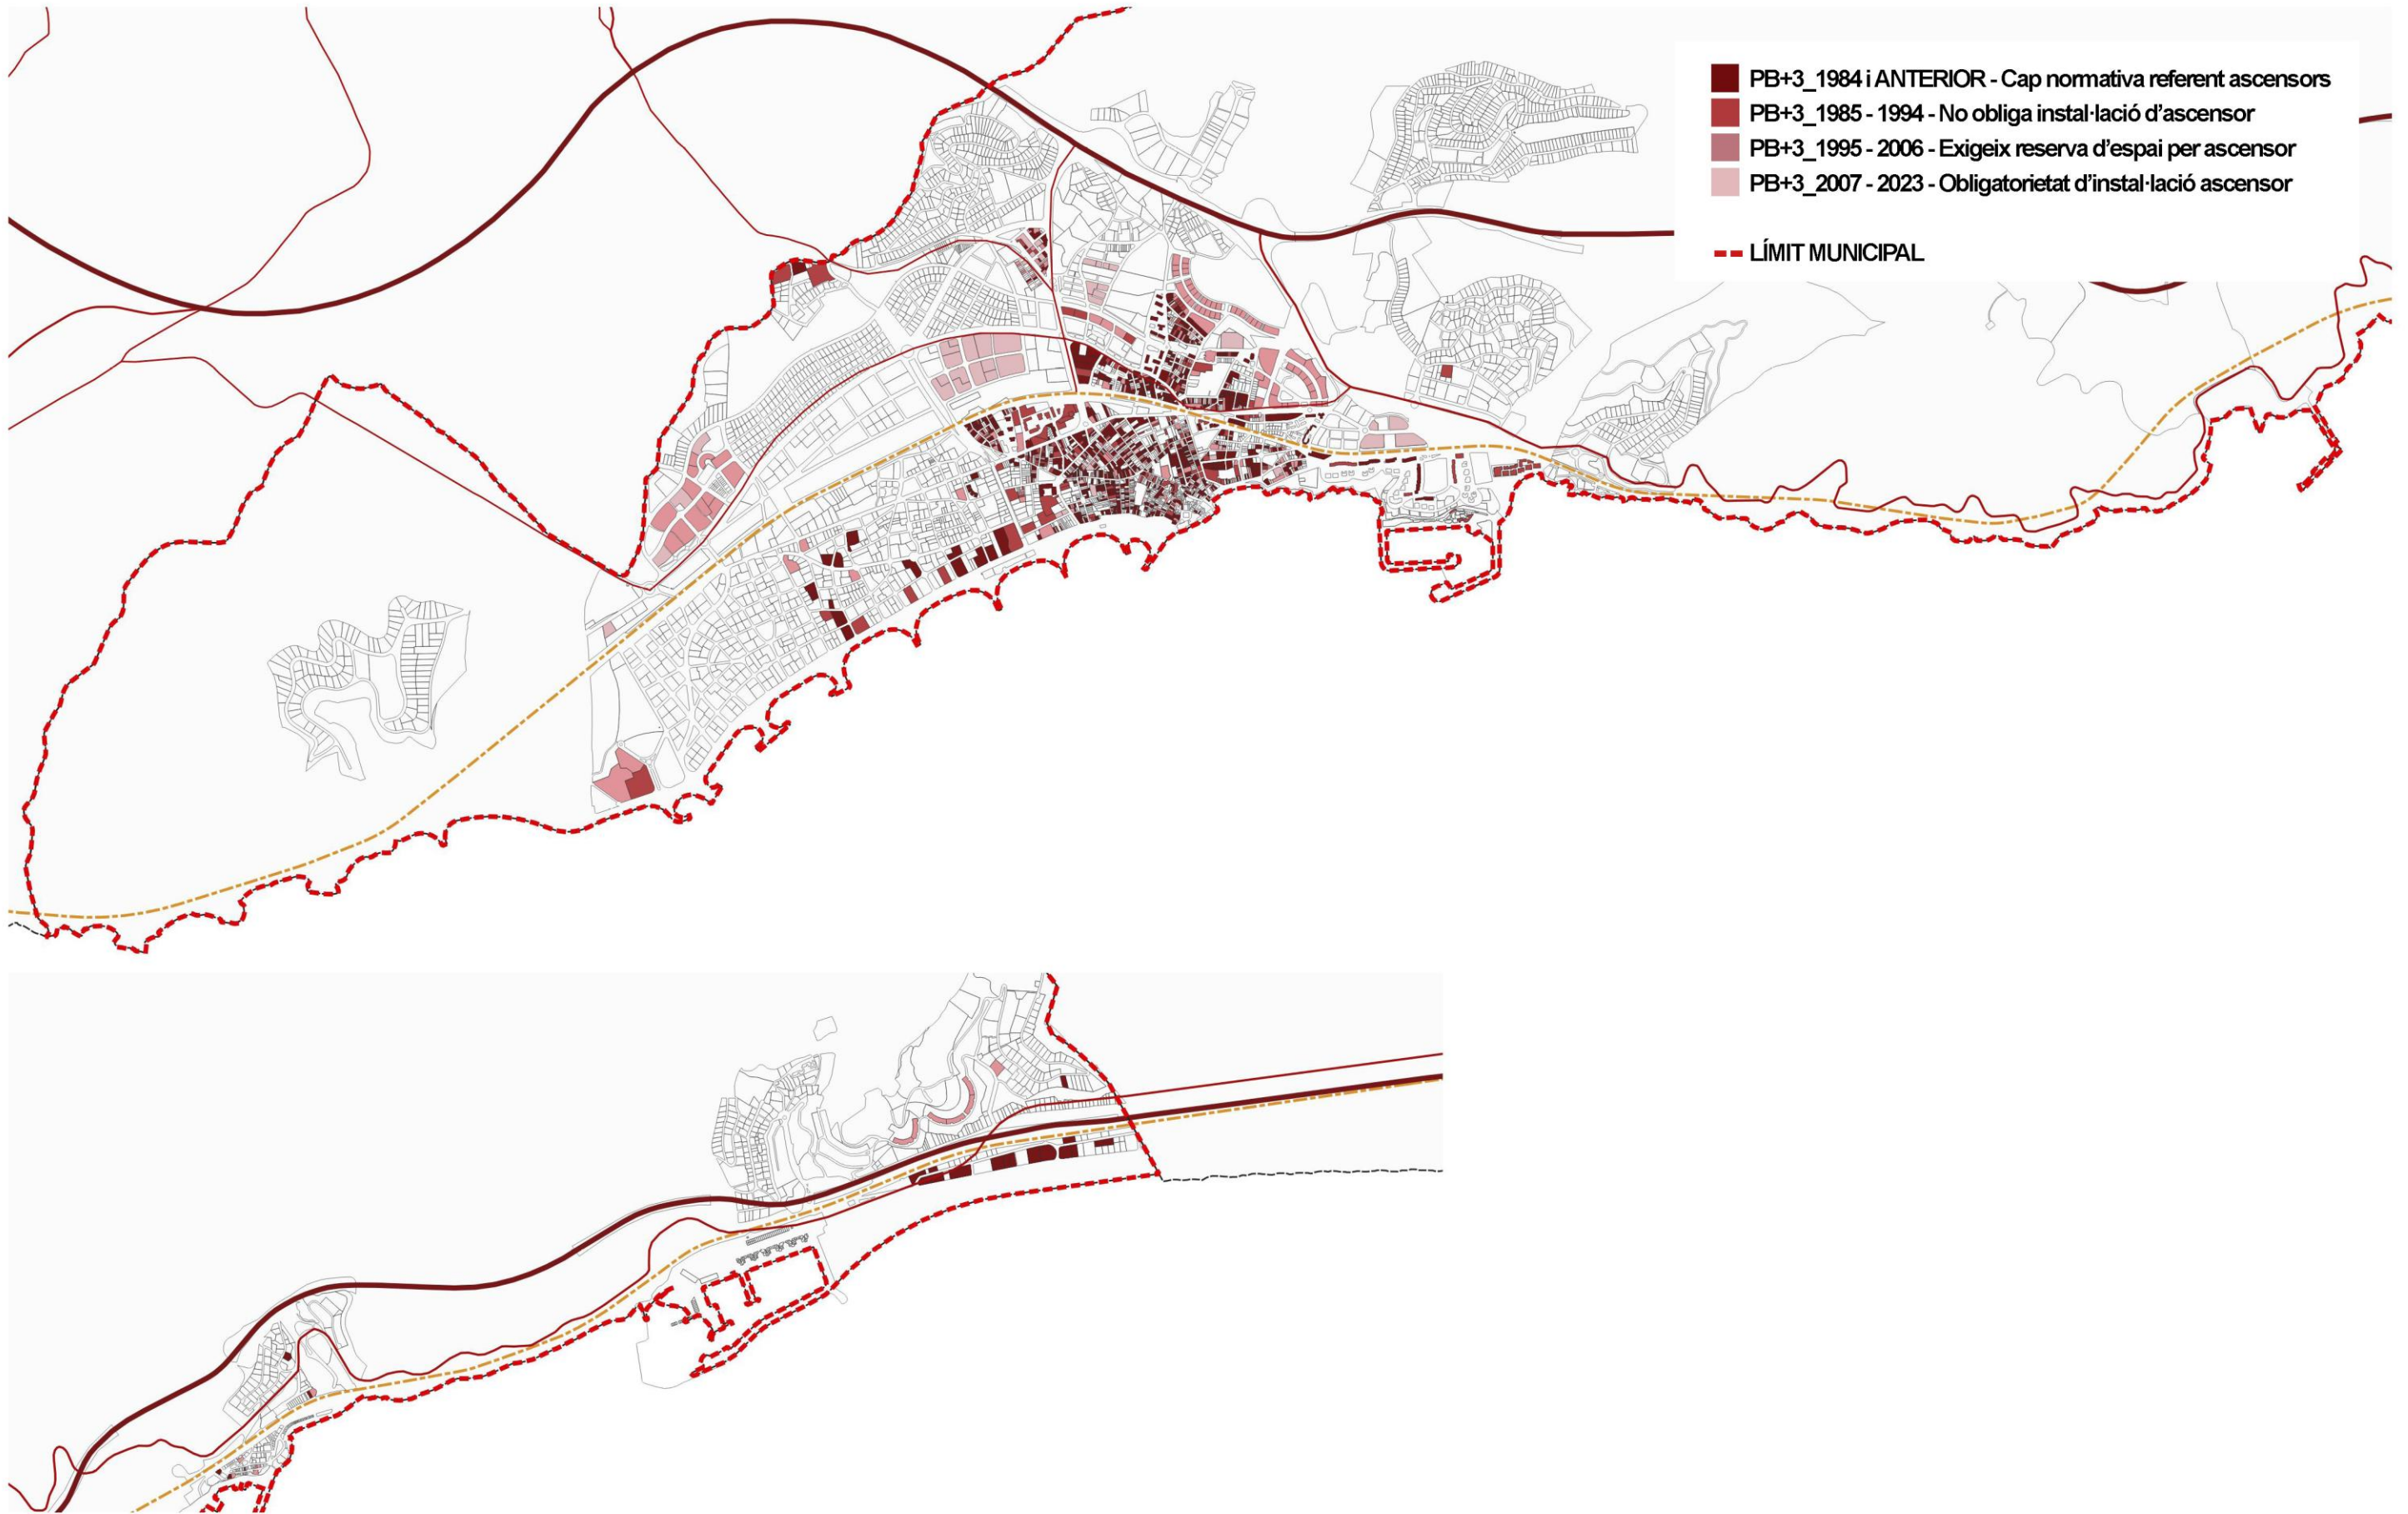 PB+3_1984 i ANTERIOR - Cap normativa referent ascensors
PB+3_1985 - 1994 - No obliga instal·lació d'ascensor
PB+3_1995 - 2006 - Exigeix reserva d'espai per ascensor
PB+3_2007 - 2023 - Obligatorietat d'instal·lació ascensor
LÍMIT MUNICIPAL